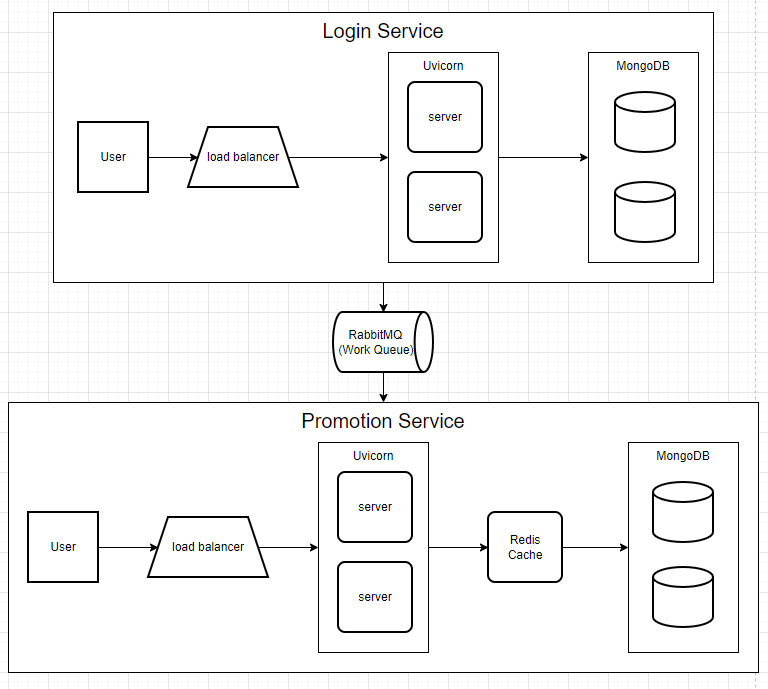 Login Service
Uvicorn
MongoDB
server
User
load balancer
server
RabbitMQ
(Work Queue)
Promotion Service
Uvicorn
MongoDB
server
User
load balancer
Redis
Cache
server